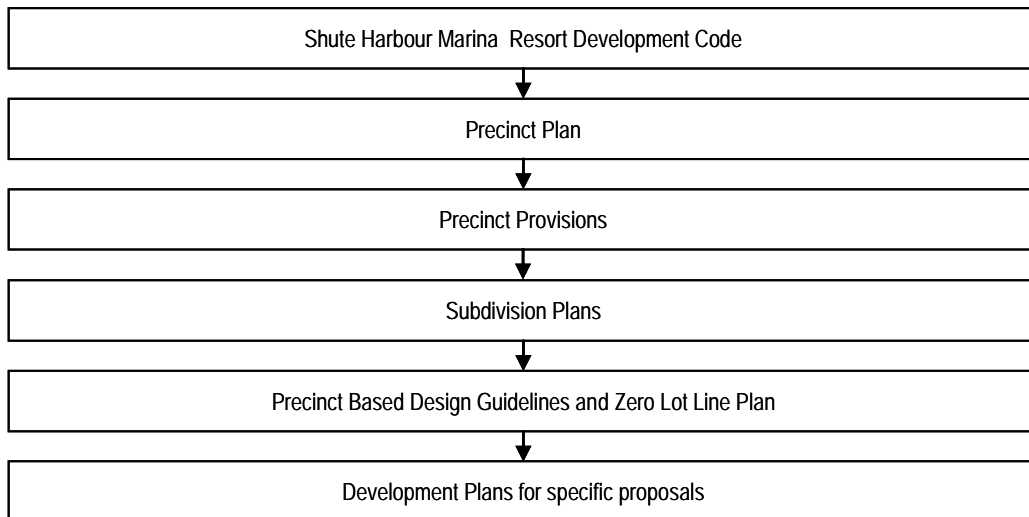 Shute Harbour Marina Resort Development Code
Precinct Plan
Precinct Provisions
Subdivision Plans
Precinct Based Design Guidelines and Zero Lot Line Plan
Development Plans for specific proposals